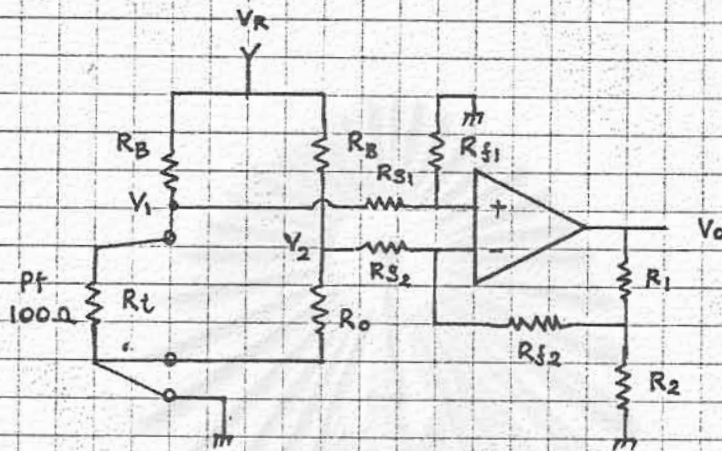 VR
RB
RB
Rf1
RS1
V1
+
Vo
V2
RS2
-
R1
Pt
100Ω
Rt
Ro
Rf2
R2